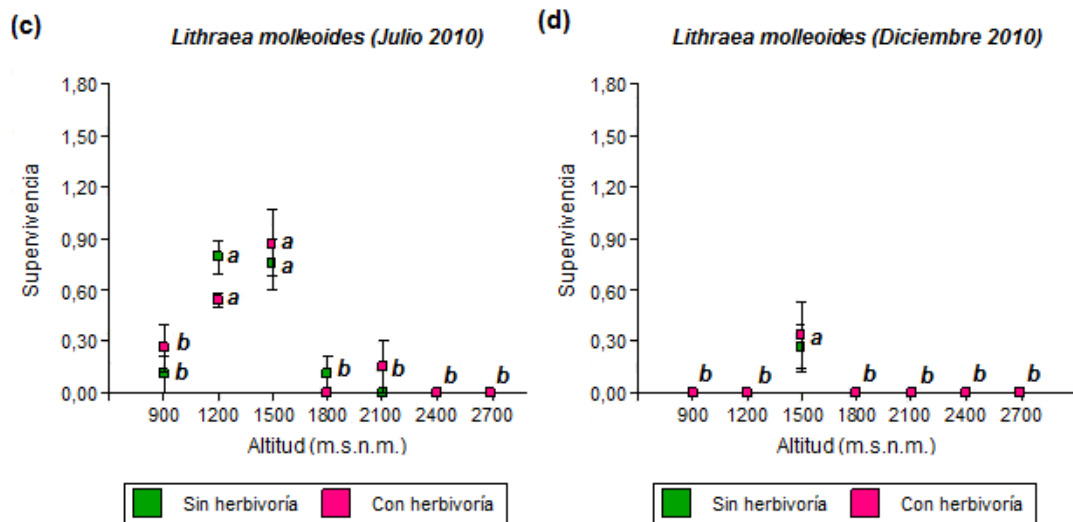 (c)
Lithraea molleoides (Julio 2010)
Supervivencia
1,80
1,50
1,20
0,90
0,60
0,30
0,00
b
b
a
a
a
a
b
b
b
b
900 1200 1500 1800 2100 2400 2700
Altitud (m.s.n.m.)
Sin herbivoría Con herbivoría
(d)
Lithraea molleoides (Diciembre 2010)
Supervivencia
1,80
1,50
1,20
0,90
0,60
0,30
0,00
b b a b b b b
900 1200 1500 1800 2100 2400 2700
Altitud (m.s.n.m.)
Sin herbivoría Con herbivoría